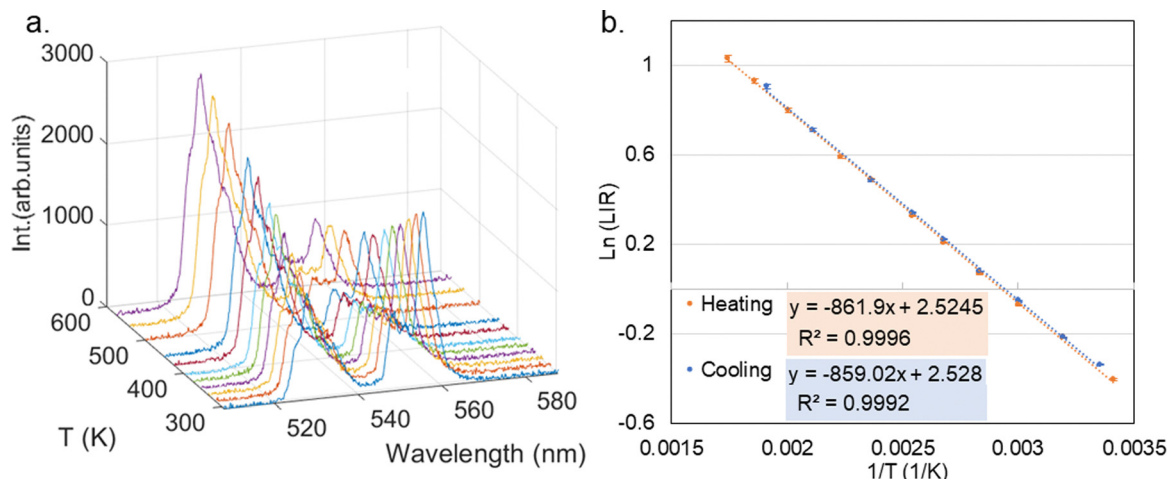 a.
3000
2000
1000
0
Int.(arb.units)
600
500
400
300
T (K)
520
540
560
580
Wavelength (nm)
b.
1
0.6
0.2
-0.2
-0.6
Ln (LIR)
Heating
y = -861.9x + 2.5245
R² = 0.9996
Cooling
y = -859.02x + 2.528
R² = 0.9992
0.0015
0.002
0.0025
0.003
0.0035
1/T (1/K)